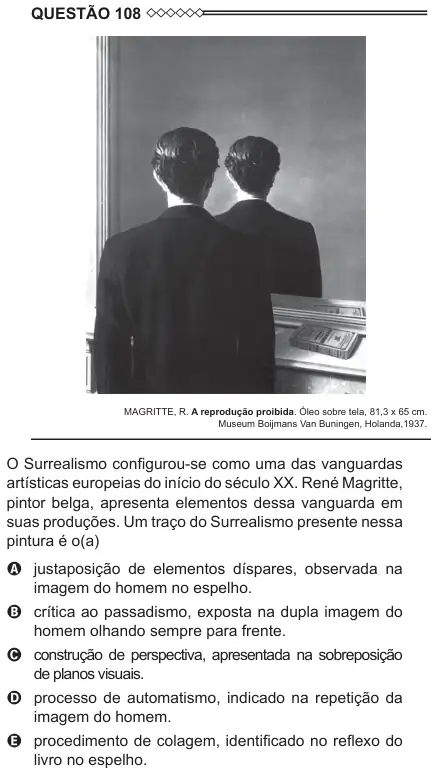 QUESTÃO 108
MAGRITTE, R. A reprodução proibida. Óleo sobre tela, 81,3 x 65 cm.
Museum Boijmans Van Buningen, Holanda,1937.
O Surrealismo configurou-se como uma das vanguardas
artísticas europeias do início do século XX. René Magritte,
pintor belga, apresenta elementos dessa vanguarda em
suas produções. Um traço do Surrealismo presente nessa
pintura é o(a)
A justaposição de elementos díspares, observada na
imagem do homem no espelho.
B crítica ao passadismo, exposta na dupla imagem do
homem olhando sempre para frente.
C construção de perspectiva, apresentada na sobreposição
de planos visuais.
D processo de automatismo, indicado na repetição da
imagem do homem.
E procedimento de colagem, identificado no reflexo do
livro no espelho.